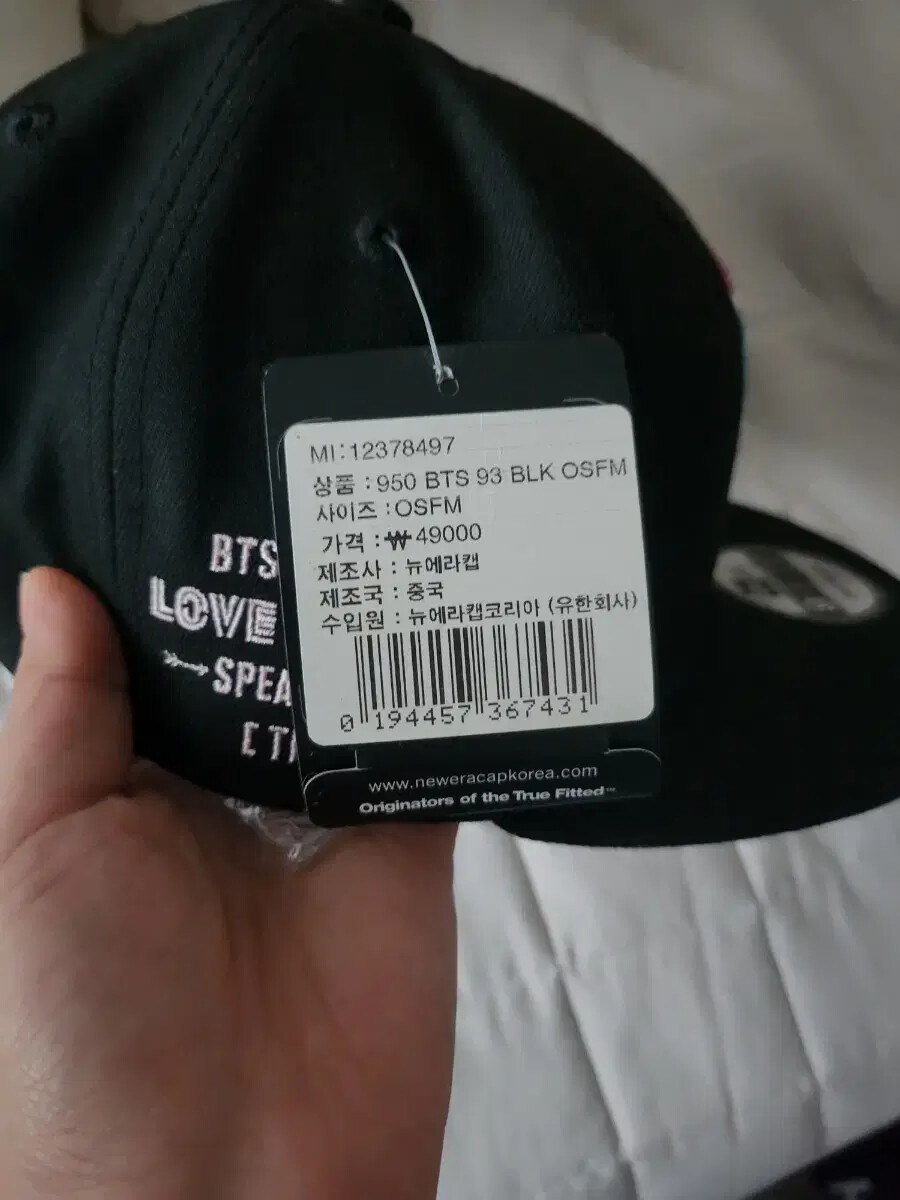 MI:12378497
상품 : 950 BTS 93 BLK OSFM
사이즈 : OSFM
가격 : ₩ 49000
제조사 : 뉴에라캡
제조국 : 중국
수입원 : 뉴에라캡코리아 (유한회사)
0 194457 367431
www.neweracapkorea.com
Originators of the True Fitted™
BTS
LOVE